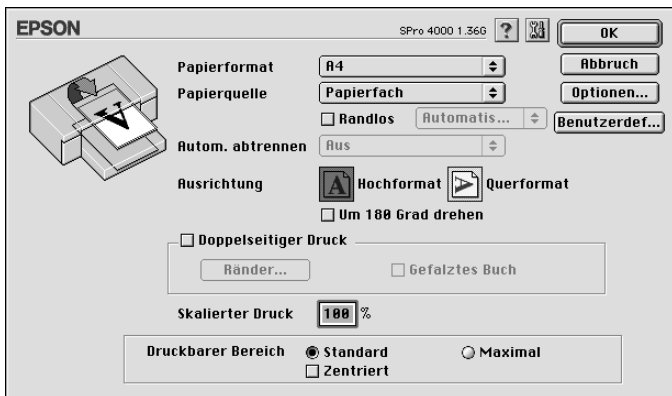 EPSON SPro 4000 1.36G ? OK
Papierformat A4 Abbruch
Papierquelle Papierfach Optionen...
Randlos Automatis... Benutzerdef...
Autom. abtrennen Aus
Ausrichtung A Hochformat A Querformat
Um 180 Grad drehen
Doppelseitiger Druck
Ränder... Gefalztes Buch
Skalierter Druck 100 %
Druckbarer Bereich Standard Maximal
Zentriert
A